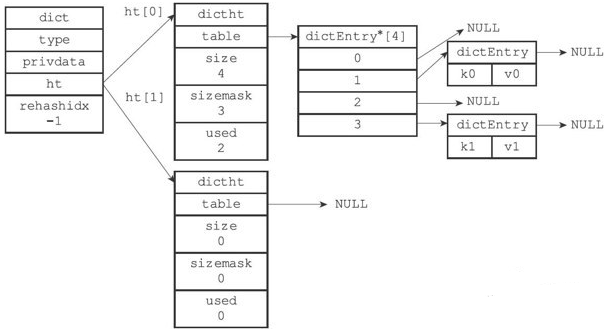 dict
type
privdata
ht
rehashidx
-1
ht[0]
ht[1]
dictht
table
size
4
sizemask
3
used
2
dictht
table
size
0
sizemask
0
used
0
NULL
dictEntry*[4]
0
1
2
3
NULL
dictEntry
k0 v0
NULL
NULL
dictEntry
k1 v1
NULL